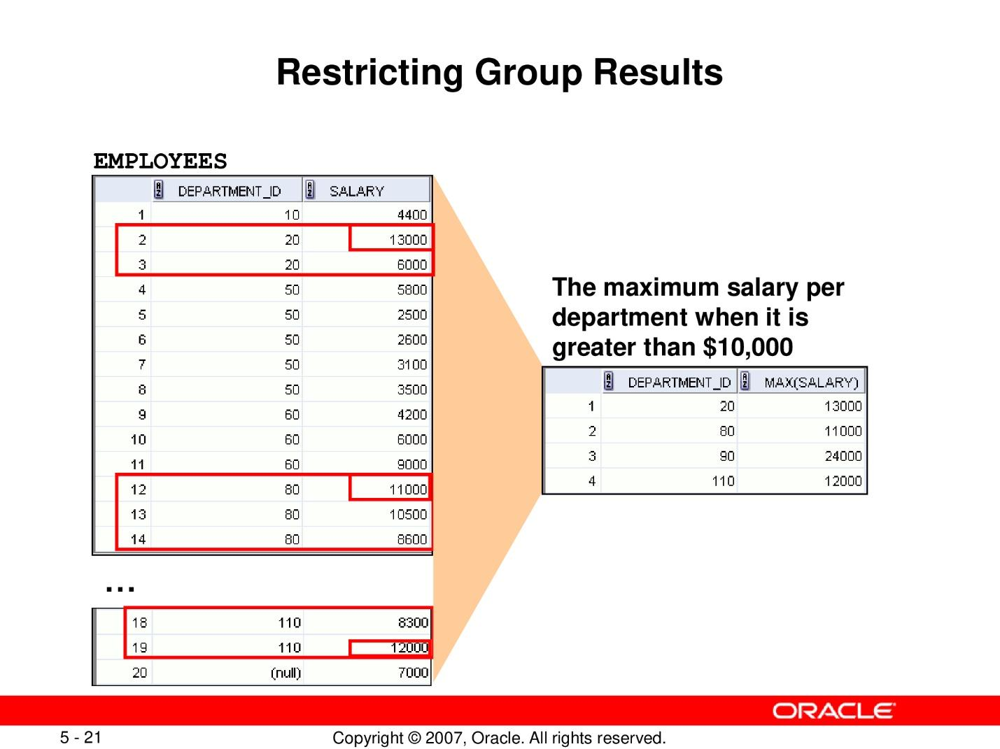 Restricting Group Results
EMPLOYEES
DEPARTMENT_ID SALARY
1 10 4400
2 20 13000
3 20 6000
4 50 5800
5 50 2500
6 50 2600
7 50 3100
8 50 3500
9 60 4200
10 60 6000
11 60 9000
12 80 11000
13 80 10500
14 80 8600
…
18 110 8300
19 110 12000
20 (null) 7000
The maximum salary per
department when it is
greater than $10,000
DEPARTMENT_ID MAX(SALARY)
1 20 13000
2 80 11000
3 90 24000
4 110 12000
ORACLE
5 - 21
Copyright © 2007, Oracle. All rights reserved.